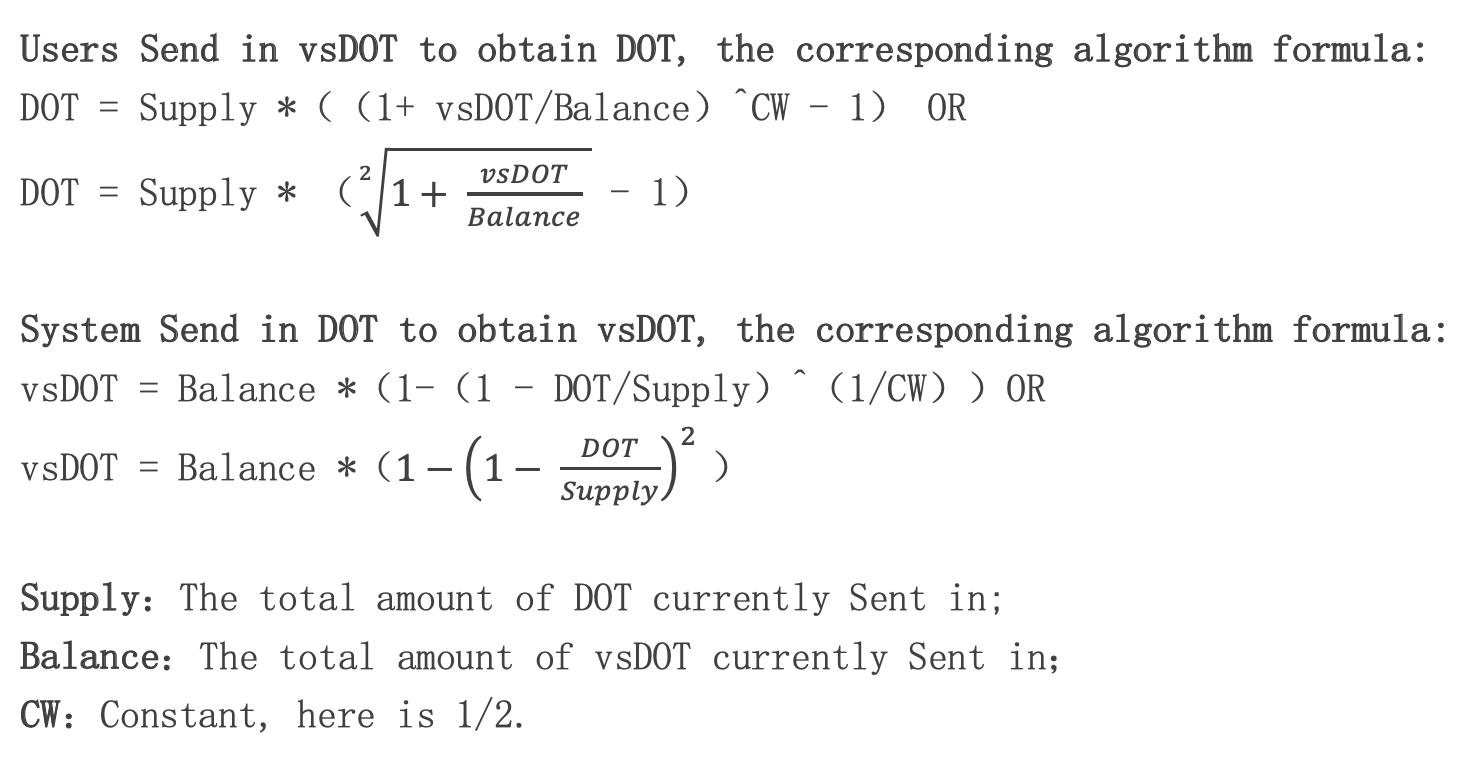 Users Send in vsDOT to obtain DOT, the corresponding algorithm formula:
DOT = Supply * ( (1+ vsDOT/Balance) ^CW - 1) OR
DOT = Supply * (\sqrt[2]{1 + \frac{vsDOT}{Balance}} - 1)
System Send in DOT to obtain vsDOT, the corresponding algorithm formula:
vsDOT = Balance * (1- (1 - DOT/Supply) ^ (1/CW) ) OR
vsDOT = Balance * (1 - \left(1 - \frac{DOT}{Supply}\right)^2 )
Supply: The total amount of DOT currently Sent in;
Balance: The total amount of vsDOT currently Sent in;
CW: Constant, here is 1/2.